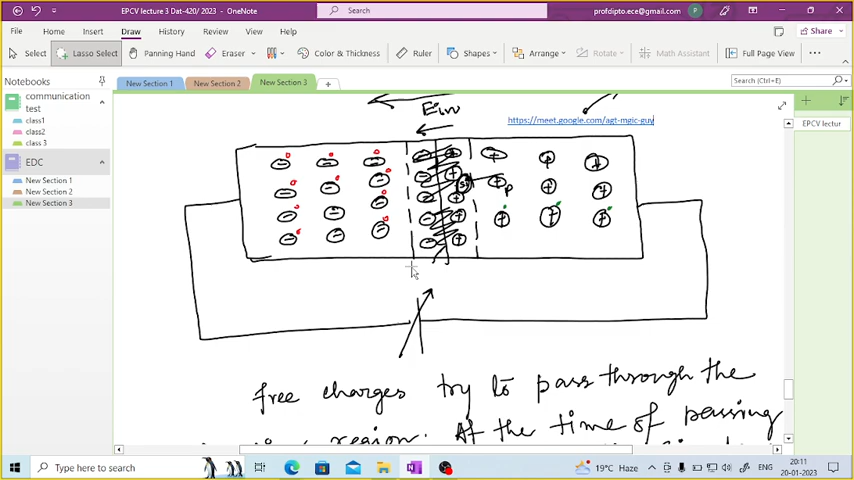 EPCV lecture 3 Dat-420/ 2023 - OneNote
Search
profdipto.ece@gmail.com
P
File
Home
Insert
Draw
History
Review
View
Help
Share
Select
Lasso Select
Panning Hand
Eraser
Color & Thickness
Ruler
Shapes
Arrange
Rotate
Math Assistant
Full Page View
Notebooks
New Section 1
New Section 2
New Section 3
Search (Ctrl+E)
communication
test
class1
class2
class 3
EDC
New Section 1
New Section 2
New Section 3
EPCV lectur
https://meet.google.com/agt-mgic-guy
free charges try to pass through the
region. At the time of passing
Type here to search
19°C Haze
ENG
20:11
20-01-2023